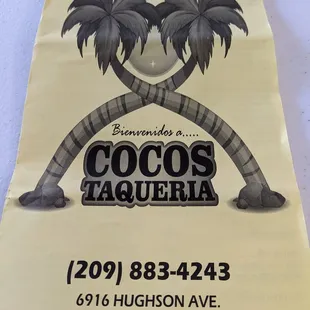 Bienvenidos a.....
COCOS
TAQUERIA
(209) 883-4243
6916 HUGHSON AVE.